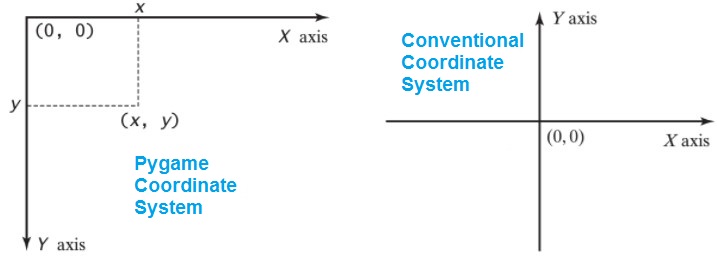 x
(0, 0)
X axis
y
(x, y)
Pygame
Coordinate
System
Y axis
Y axis
Conventional
Coordinate
System
(0, 0)
X axis